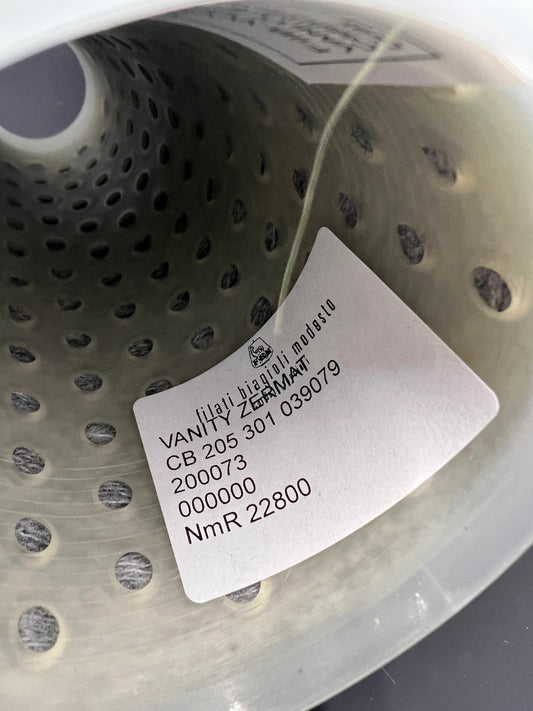 filati biagioli modesto
VANITY ZERMAT
CB 205 301 039079
200073
000000
NmR 22800